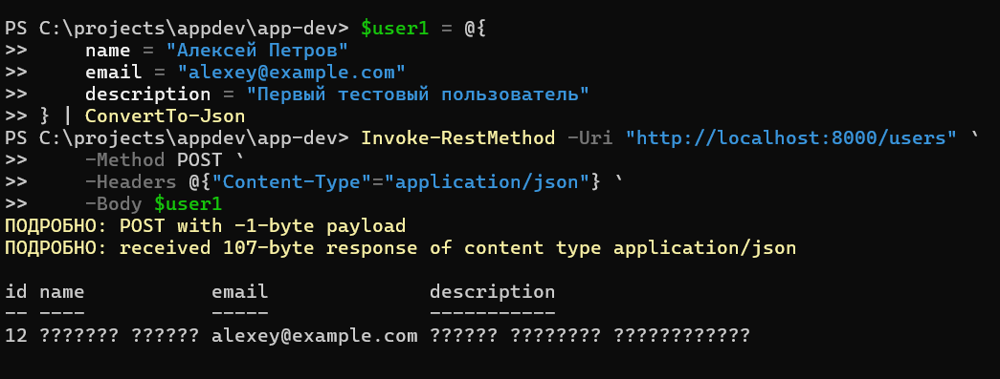 PS C:\projects\appdev\app-dev> $user1 = @{
>>     name = "Алексей Петров"
>>     email = "alexey@example.com"
>>     description = "Первый тестовый пользователь"
>> } | ConvertTo-Json
PS C:\projects\appdev\app-dev> Invoke-RestMethod -Uri "http://localhost:8000/users" `
>>     -Method POST `
>>     -Headers @{"Content-Type"="application/json"} `
>>     -Body $user1
ПОДРОБНО: POST with -1-byte payload
ПОДРОБНО: received 107-byte response of content type application/json
id name           email              description
-- ----           -----              -----------
12 ??????? ?????? alexey@example.com ?????? ???????? ????????????